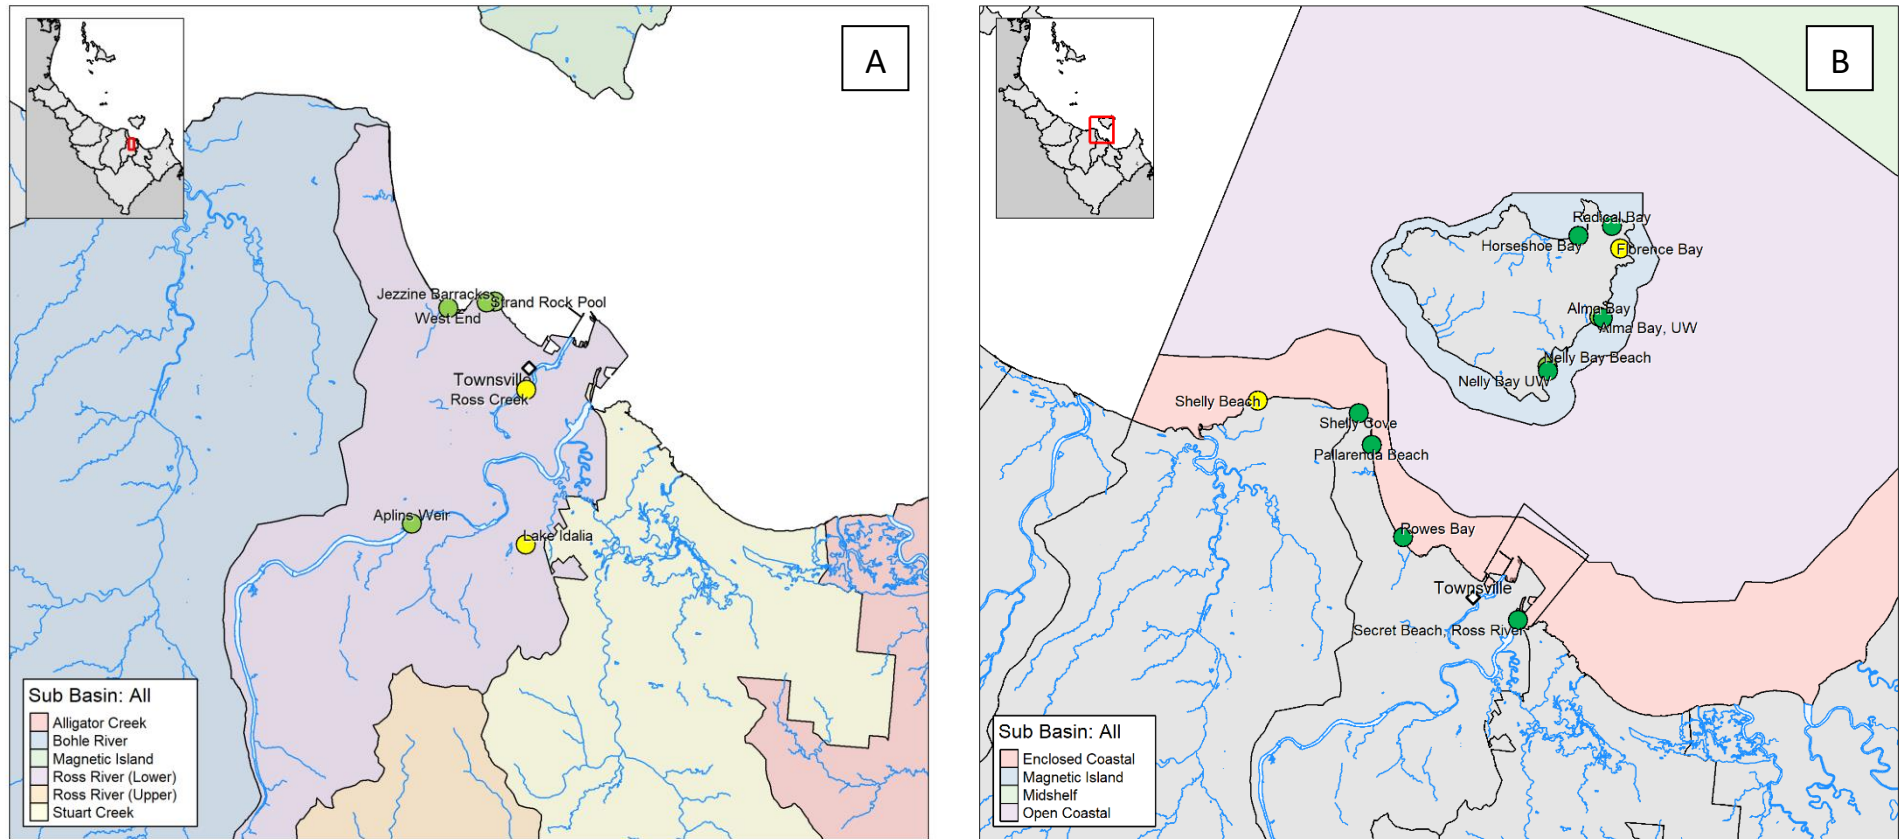 A
Jezzine Barracks
Strand Rock Pool
West End
Townsville
Ross Creek
Aplins Weir
Lake Idalia
Sub Basin: All
Alligator Creek
Bohle River
Magnetic Island
Ross River (Lower)
Ross River (Upper)
Stuart Creek
B
Radical Bay
Horseshoe Bay
Florence Bay
Alma Bay
Alma Bay, UW
Nelly Bay Beach
Nelly Bay UW
Shelly Beach
Shelly Cove
Pallarenda Beach
Rowes Bay
Townsville
Secret Beach, Ross River
Sub Basin: All
Enclosed Coastal
Magnetic Island
Midshelf
Open Coastal